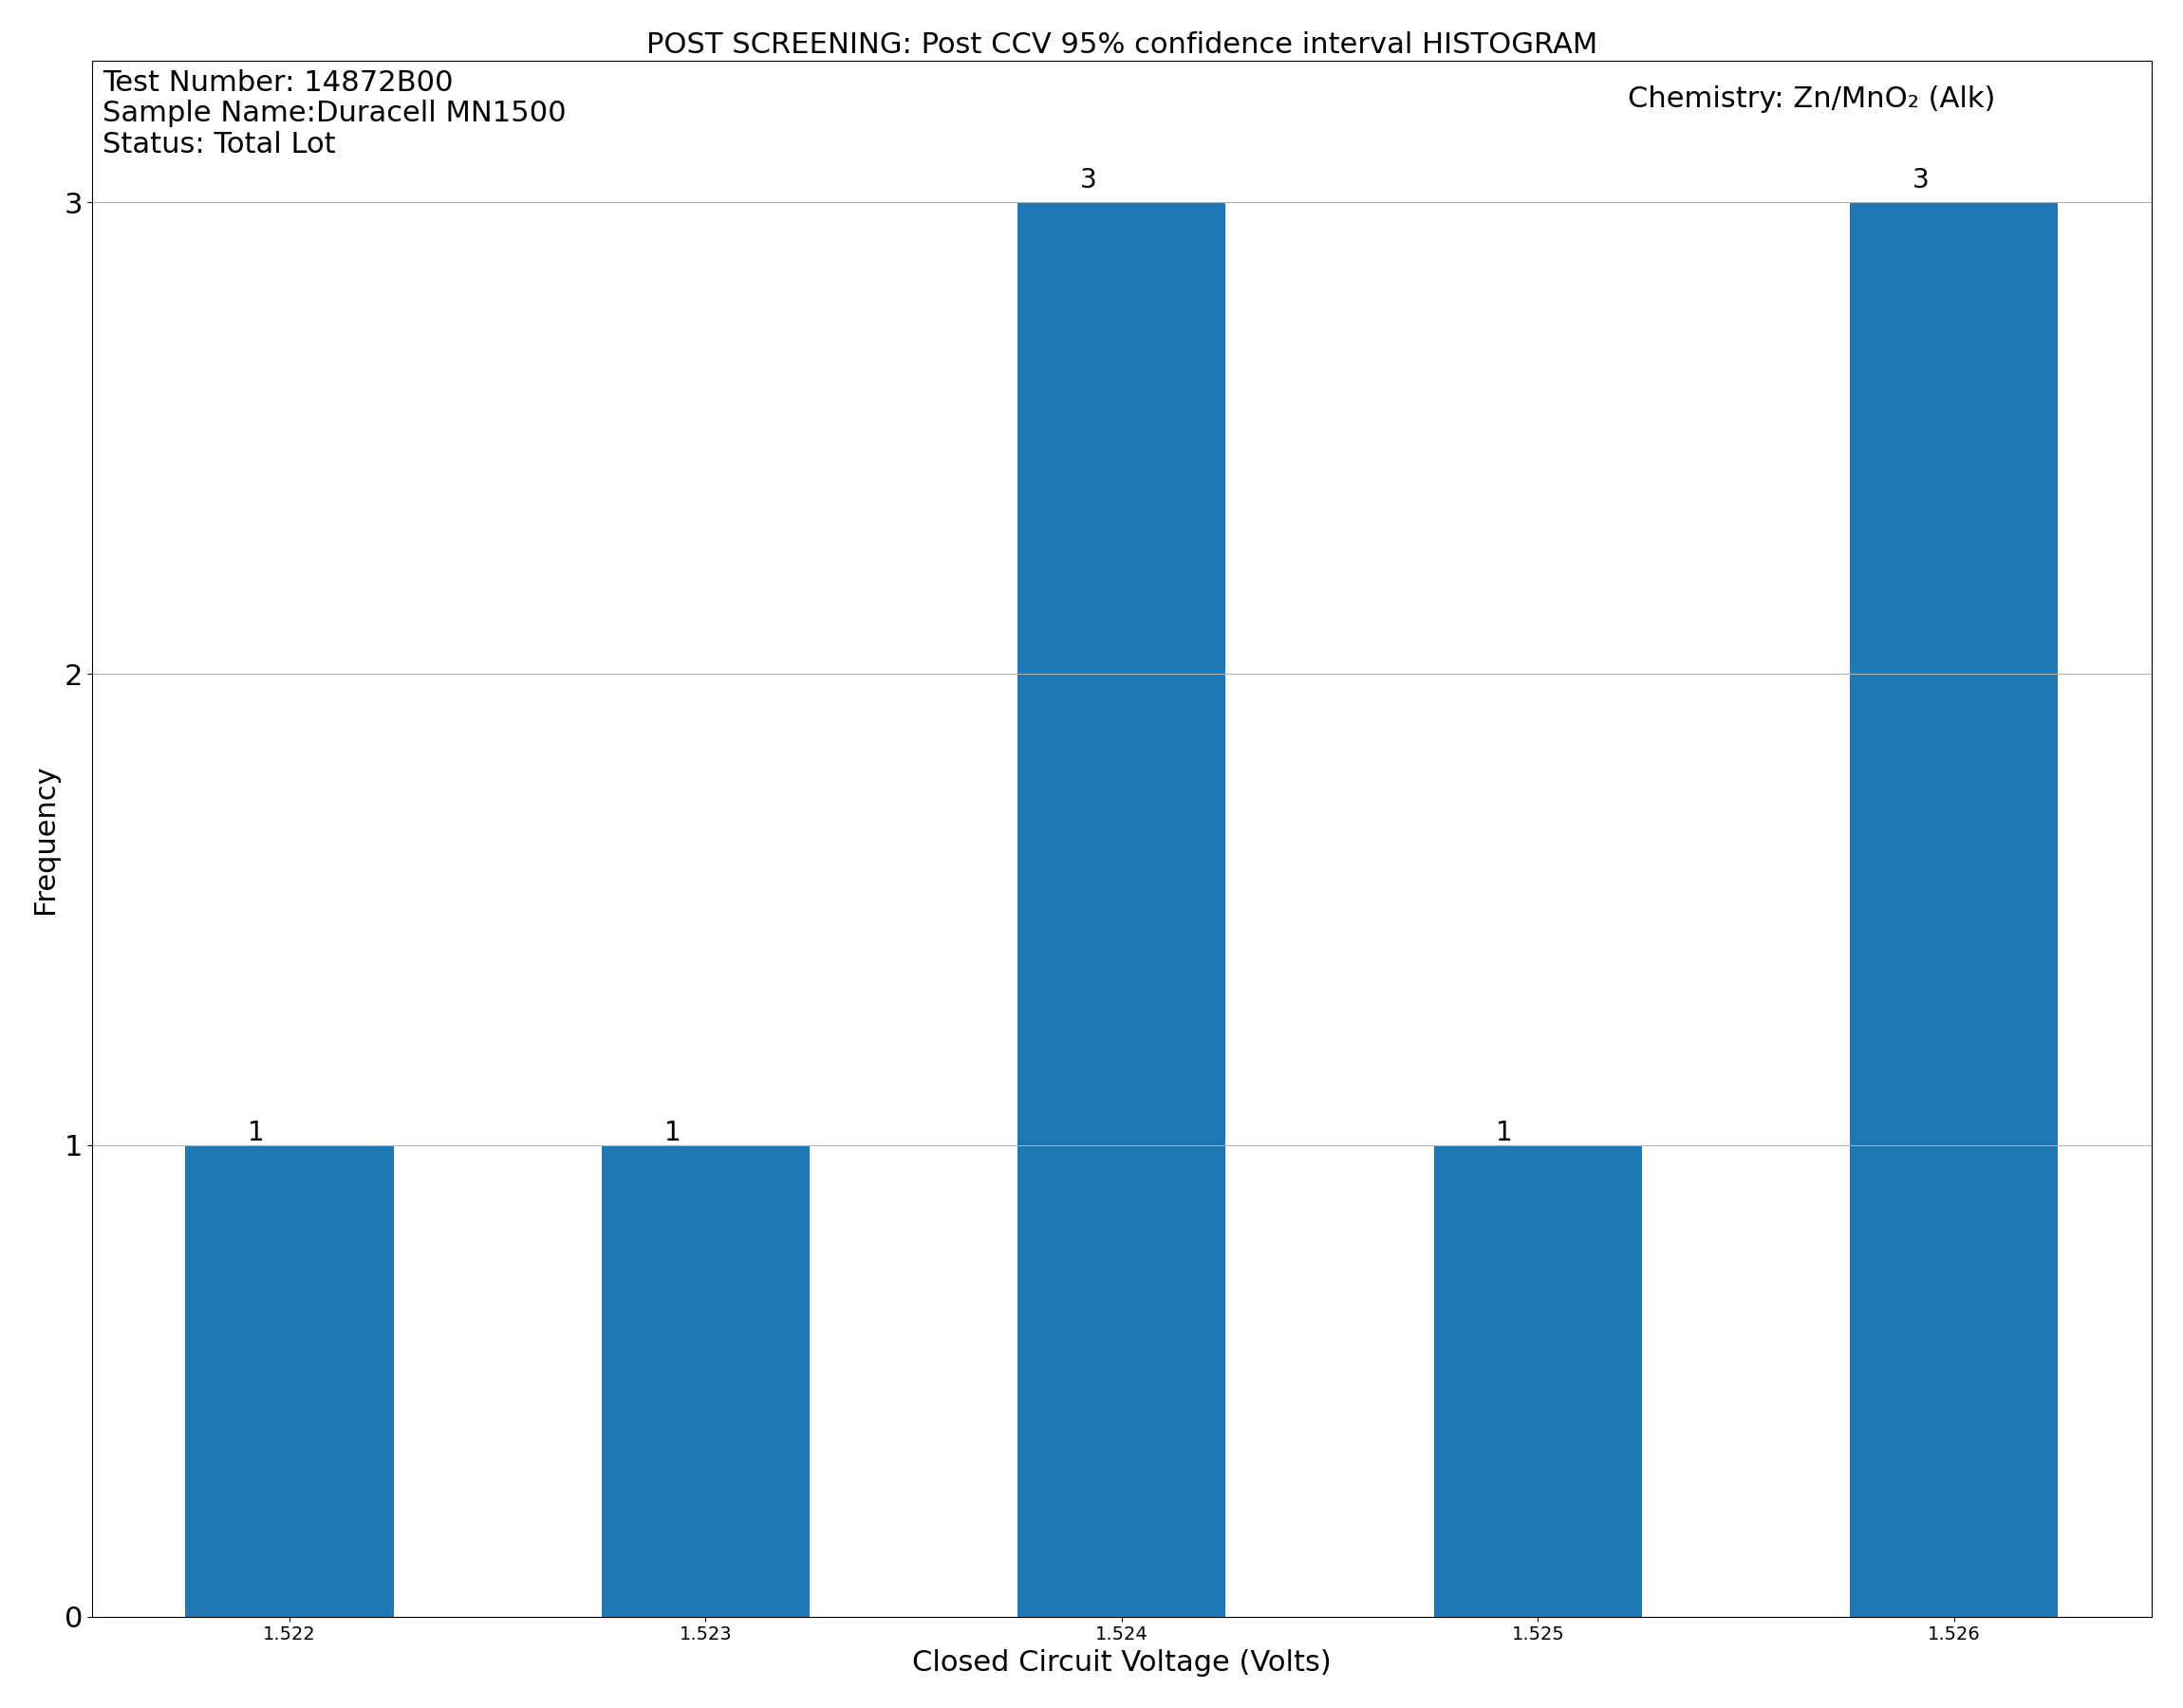 POST SCREENING: Post CCV 95% confidence interval HISTOGRAM
Test Number: 14872B00
Sample Name:Duracell MN1500
Status: Total Lot
Chemistry: Zn/MnO₂ (Alk)
3
3
3
2
1
1
1
1
0
Frequency
1.522
1.523
1.524
1.525
1.526
Closed Circuit Voltage (Volts)